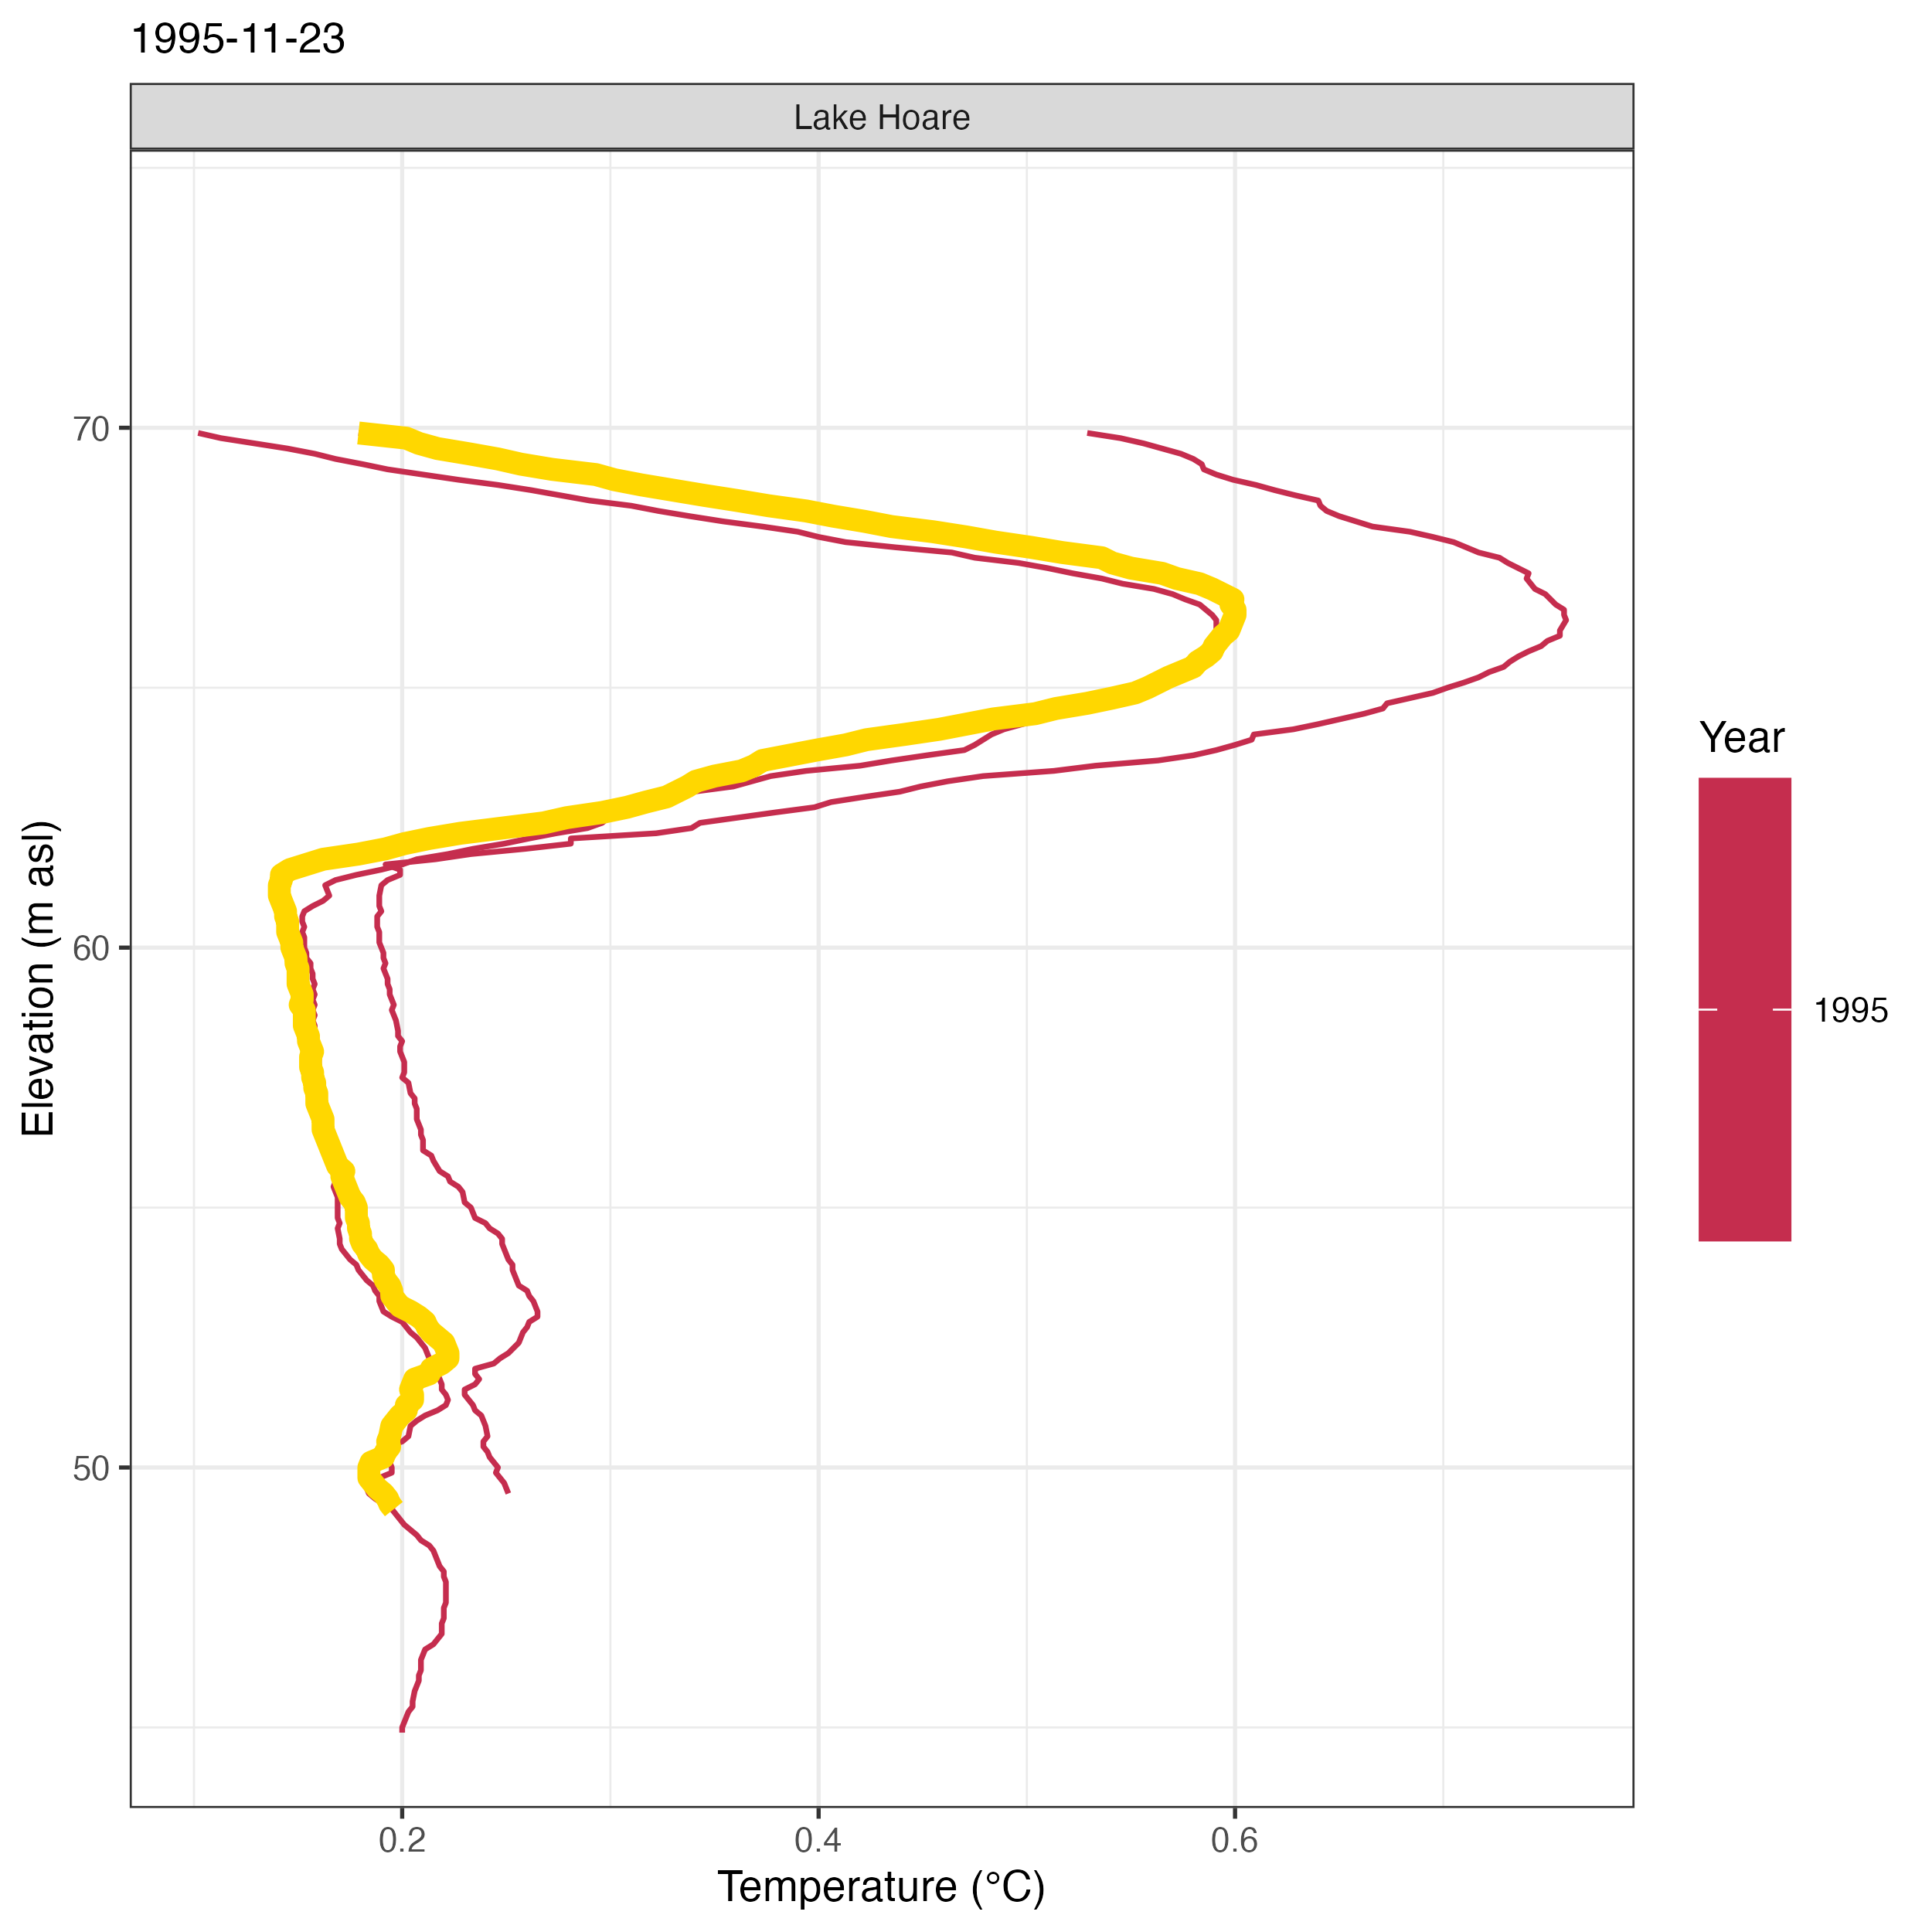 1995-11-23
Lake Hoare
70
60
50
Elevation (m asl)
0.2
0.4
0.6
Temperature (°C)
Year
1995